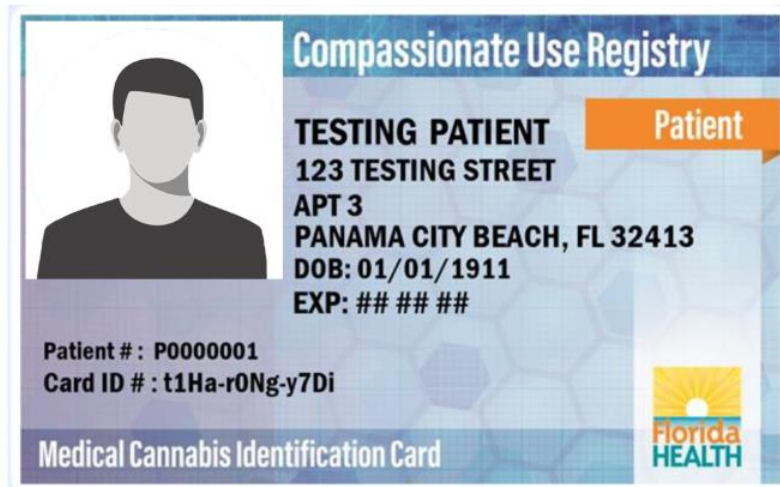 Compassionate Use Registry
Patient
TESTING PATIENT
123 TESTING STREET
APT 3
PANAMA CITY BEACH, FL 32413
DOB: 01/01/1911
EXP: ## ## ##
Patient # : P0000001
Card ID # : t1Ha-r0Ng-y7Di
Florida
HEALTH
Medical Cannabis Identification Card